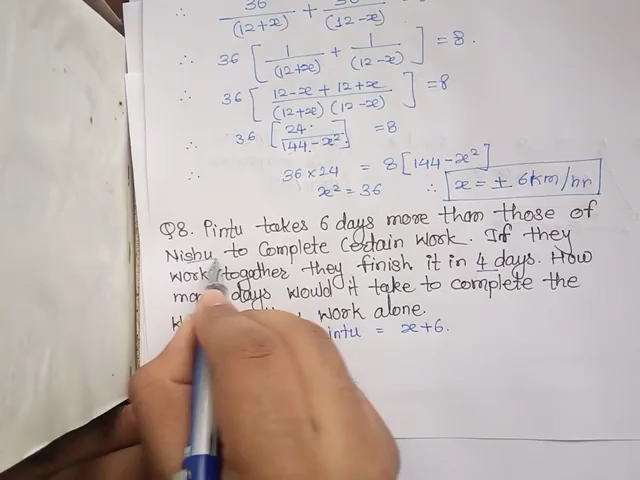 ∴ 36/(12+x) + 36/(12-x)
∴ 36 [ 1/(12+x) + 1/(12-x) ] = 8.
∴ 36 [ (12-x + 12+x)/((12+x) (12-x)) ] = 8
∴ 36 [ 24/(144-x²) ] = 8
∴ 36 × 24 = 8 [144-x²]
x² = 36 ∴ x = ± 6km/hr
Q8. Pintu takes 6 days more than those of
Nishu to complete certain work. If they
work together they finish it in 4 days. How
days would it take to complete the
work alone.
= x+6.